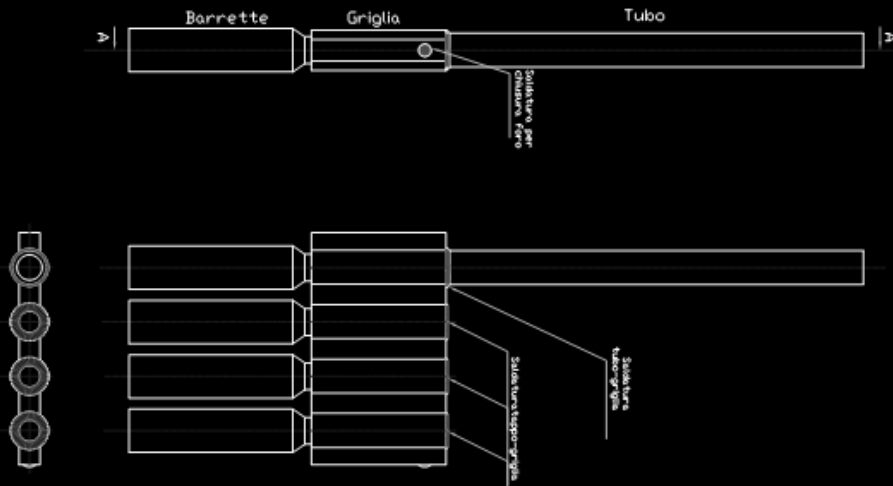 Barrette
Griglia
Tubo
A
A
Saldatura per
chiusura foro
Saldatura tappo-griglia
Saldatura
tubo-griglia